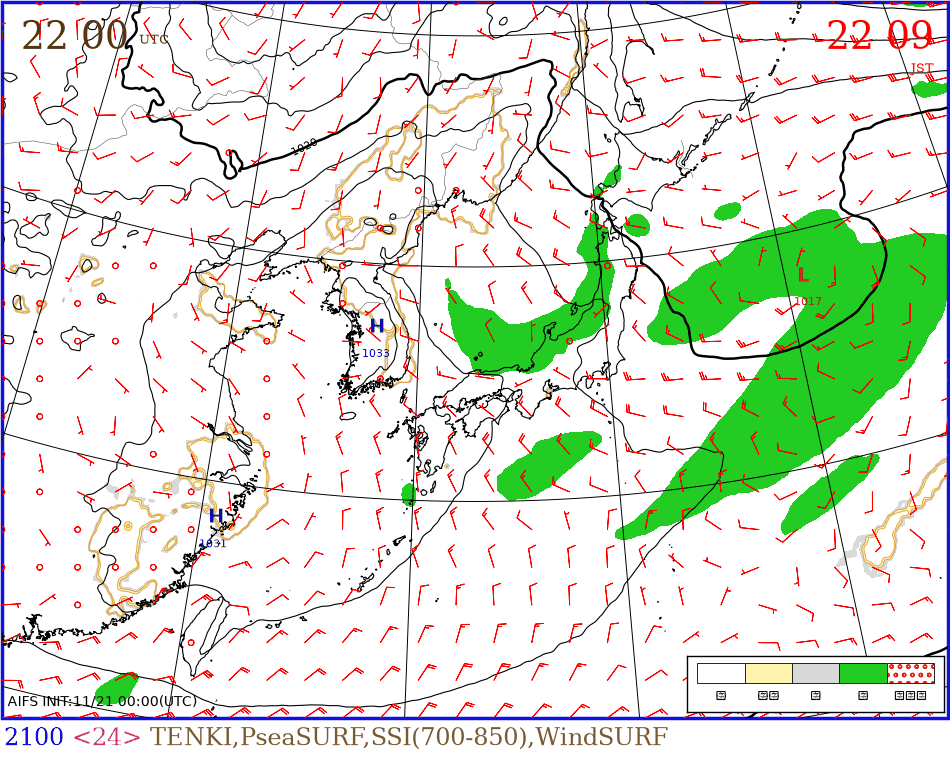 22 00 UTC
22 09
JST
1020
L
1017
H
1033
H
1031
AIFS INIT:11/21 00:00(UTC)
2100 <24> TENKI,PseaSURF,SSI(700-850),WindSURF